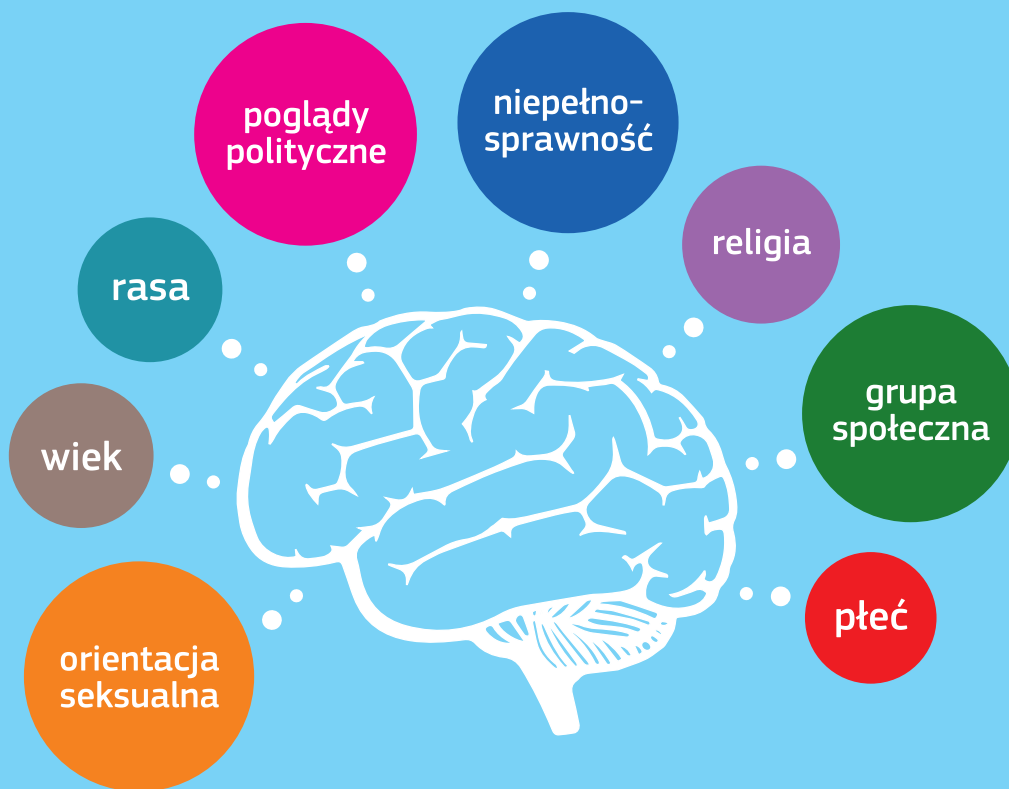 poglądy
polityczne
niepełno-
sprawność
religia
rasa
grupa
społeczna
wiek
płeć
orientacja
seksualna